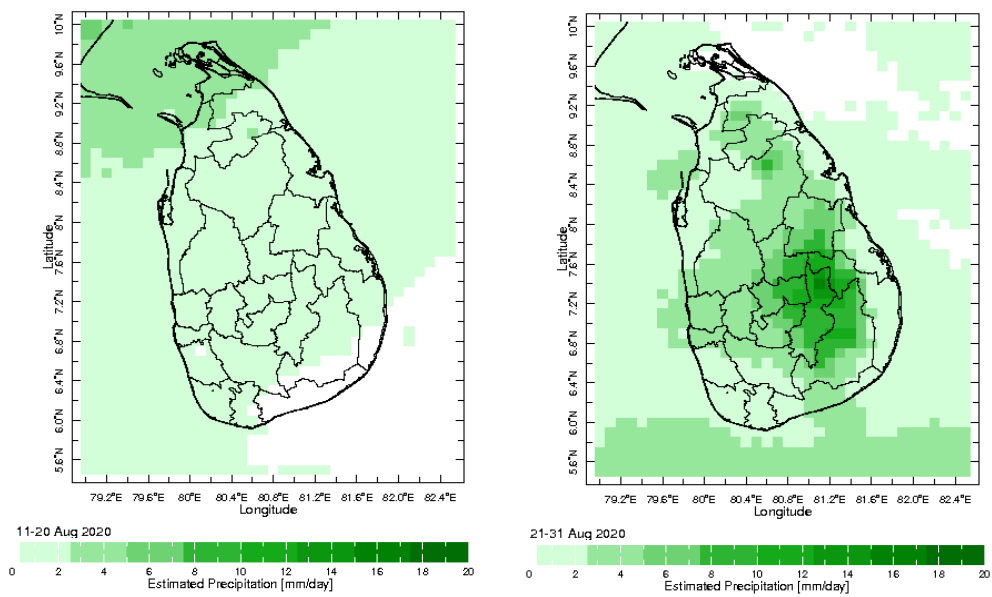 10°N
9.6°N
9.2°N
8.8°N
8.4°N
8°N
7.6°N
7.2°N
6.8°N
6.4°N
6.0°N
5.6°N
Latitude
79.2°E 79.6°E 80°E 80.4°E 80.8°E 81.2°E 81.6°E 82.0°E 82.4°E
Longitude
11-20 Aug 2020
0 2 4 6 8 10 12 14 16 18 20
Estimated Precipitation [mm/day]
10°N
9.6°N
9.2°N
8.8°N
8.4°N
8°N
7.6°N
7.2°N
6.8°N
6.4°N
6.0°N
5.6°N
Latitude
79.2°E 79.6°E 80°E 80.4°E 80.8°E 81.2°E 81.6°E 82.0°E 82.4°E
Longitude
21-31 Aug 2020
0 2 4 6 8 10 12 14 16 18 20
Estimated Precipitation [mm/day]